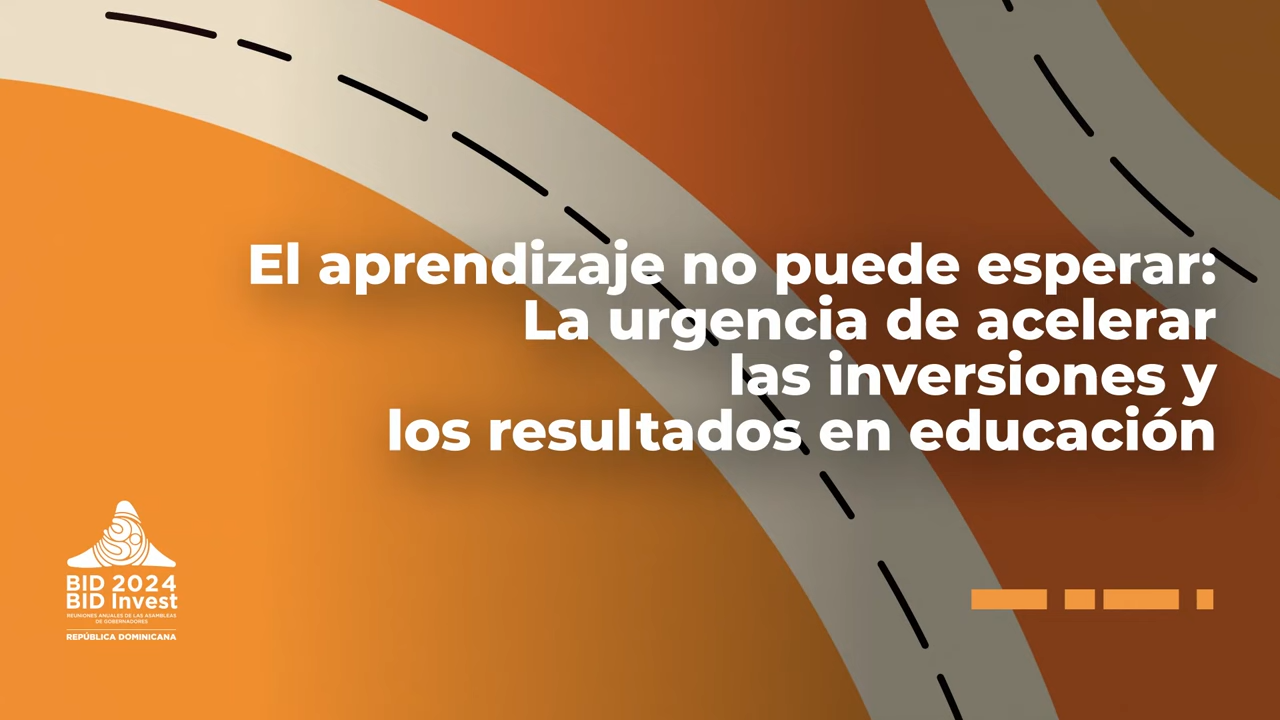 El aprendizaje no puede esperar:
La urgencia de acelerar
las inversiones y
los resultados en educación
BID 2024
BID Invest
REUNIONES ANUALES DE LAS ASAMBLEAS
DE GOBERNADORES
REPÚBLICA DOMINICANA